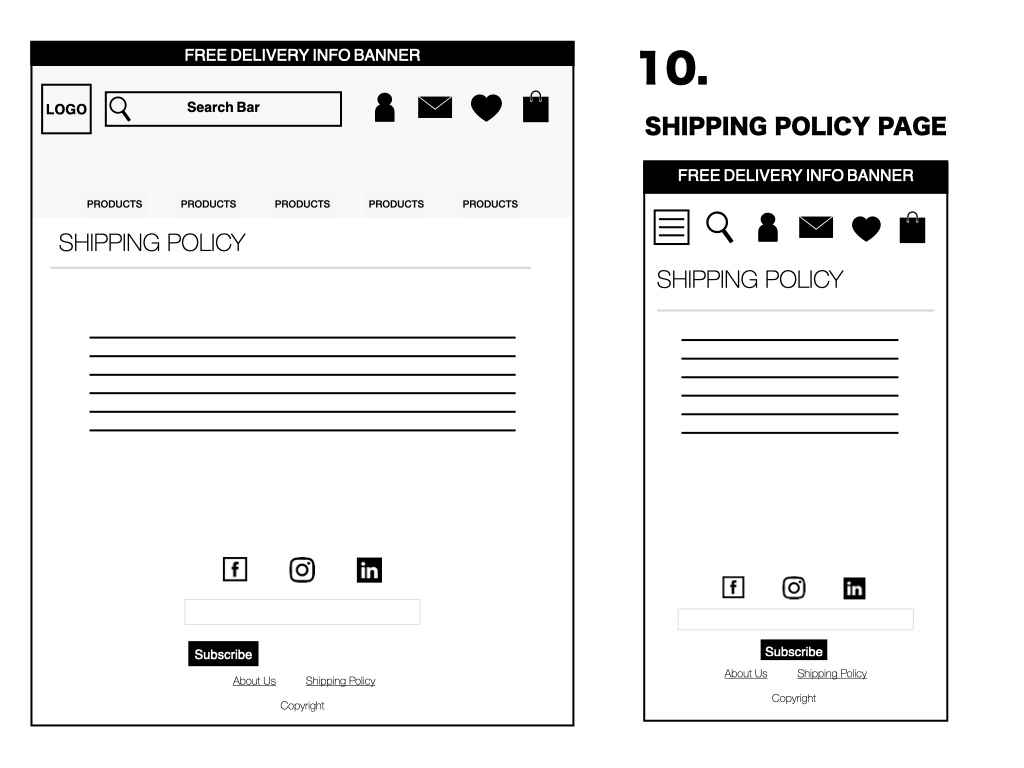 FREE DELIVERY INFO BANNER
LOGO
Search Bar
PRODUCTS PRODUCTS PRODUCTS PRODUCTS PRODUCTS
SHIPPING POLICY
f in
Subscribe
About Us Shipping Policy
Copyright
10.
SHIPPING POLICY PAGE
FREE DELIVERY INFO BANNER
SHIPPING POLICY
f in
Subscribe
About Us Shipping Policy
Copyright